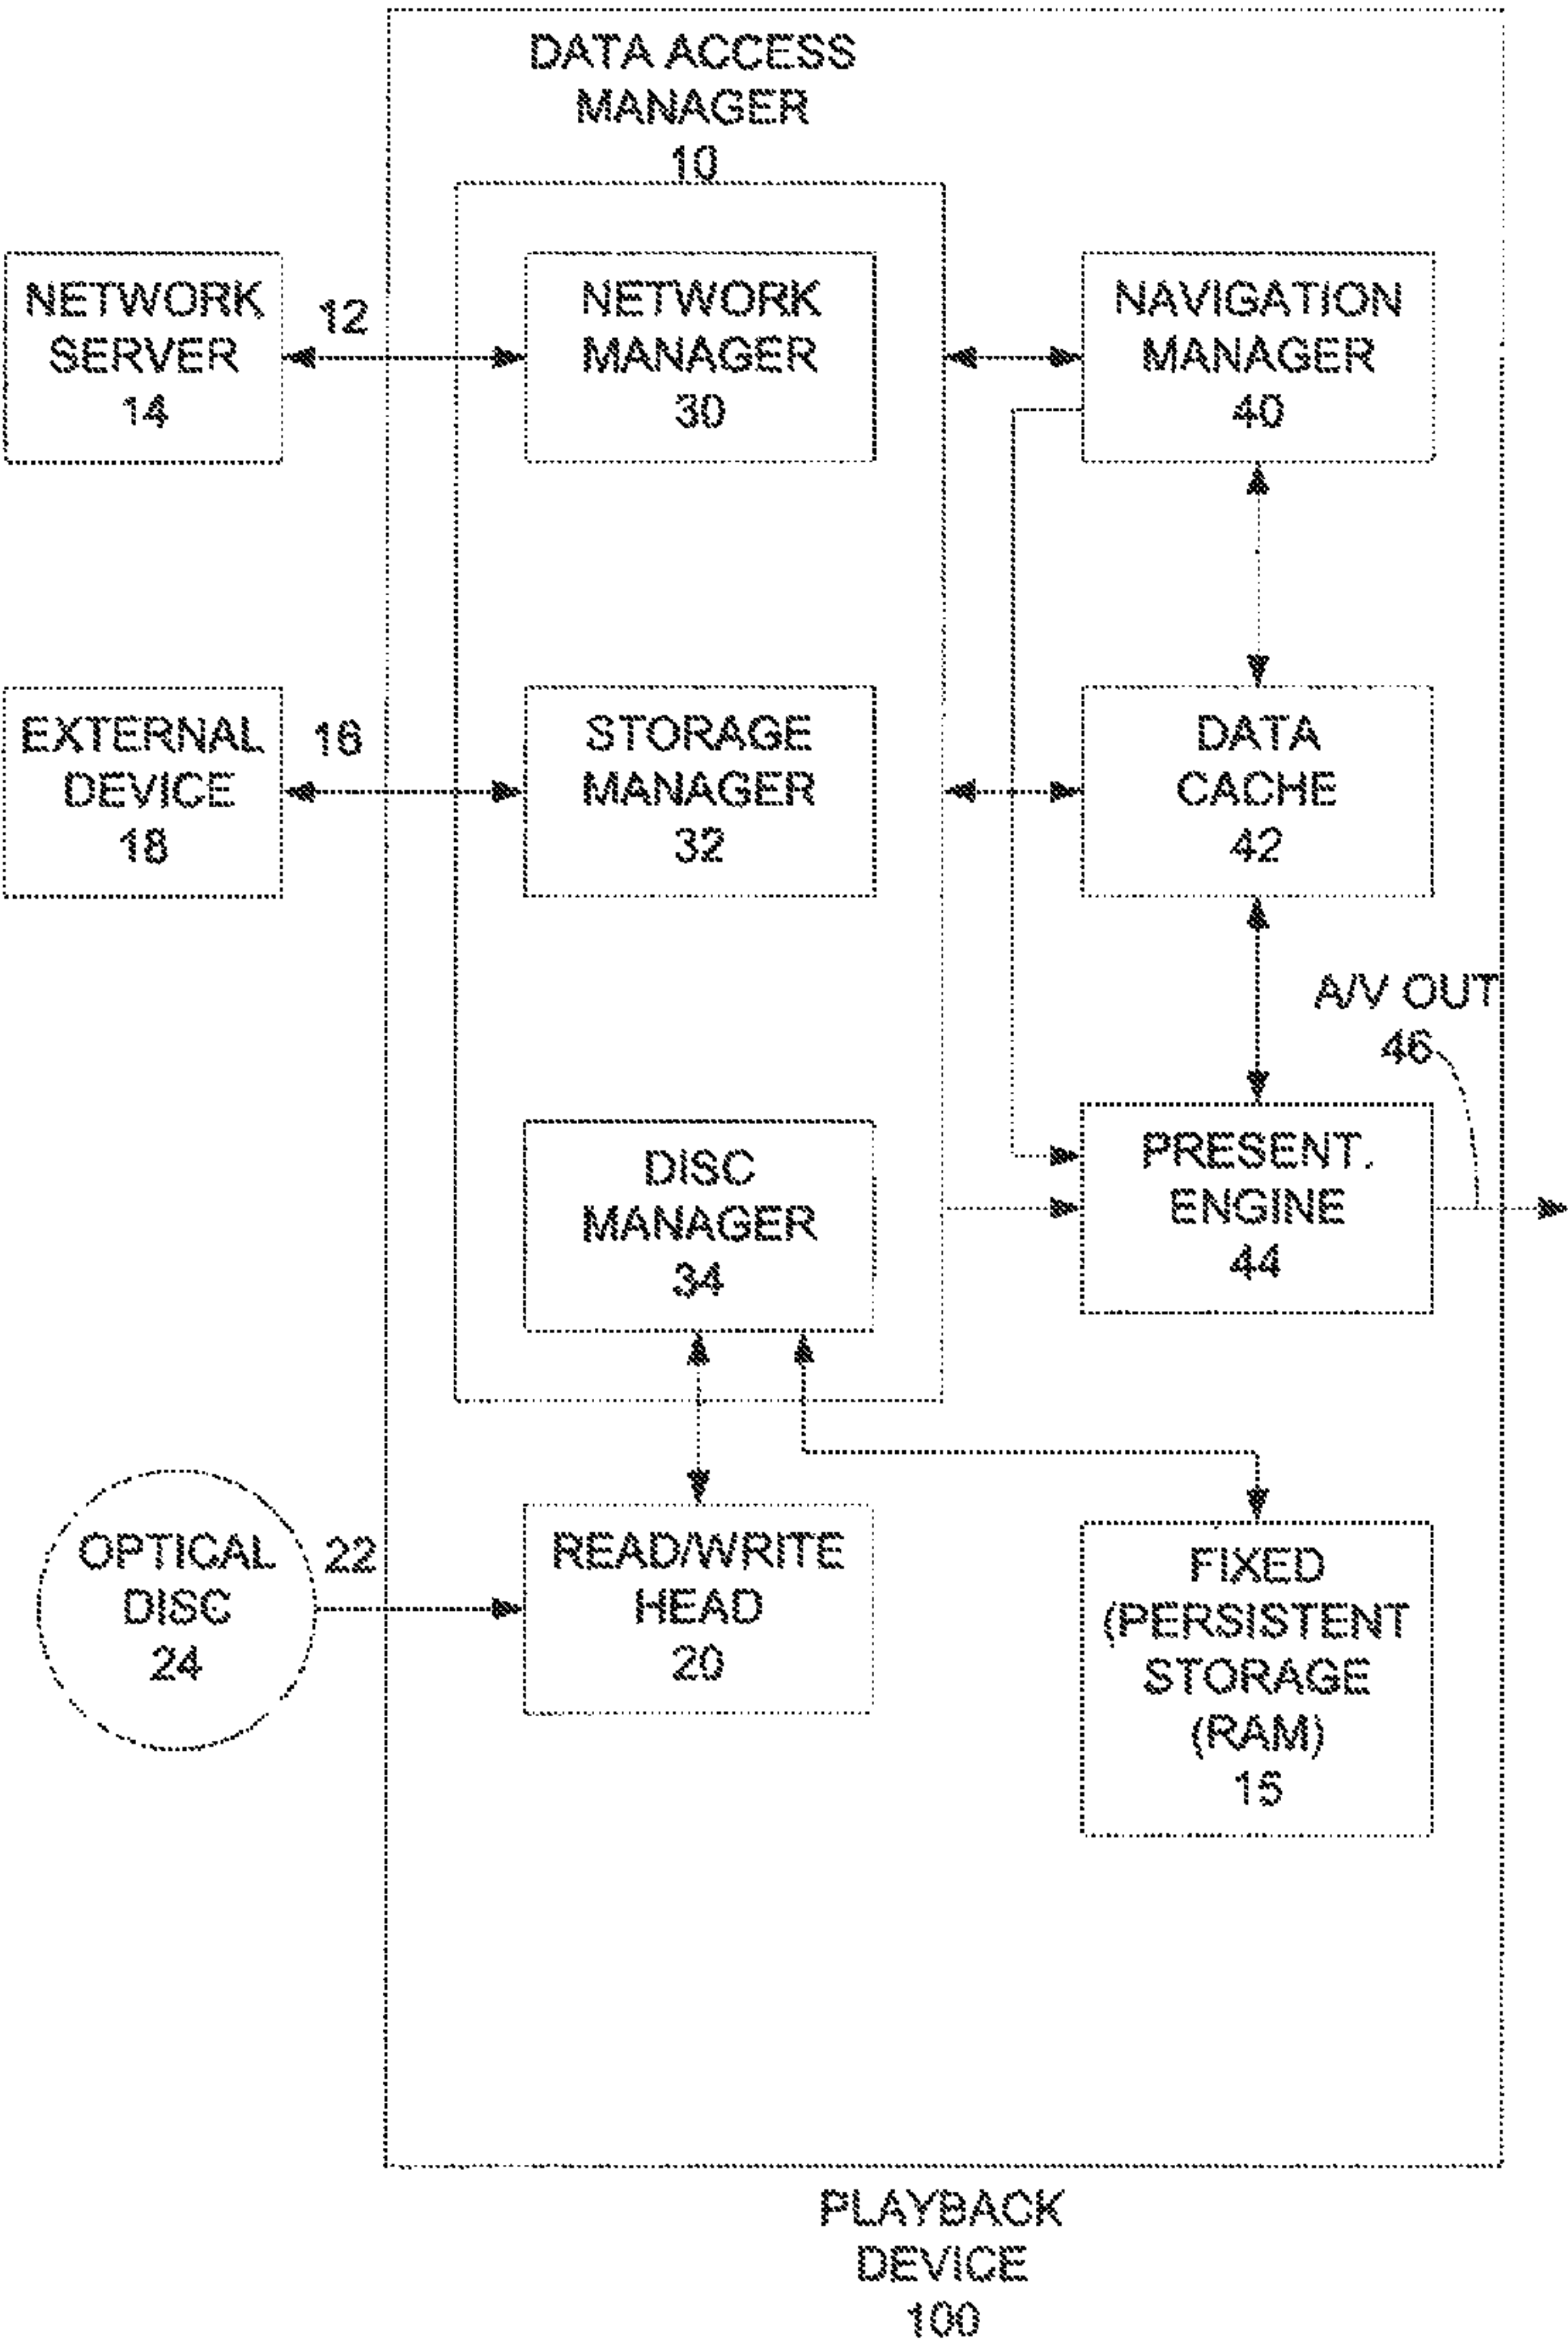 DATA ACCESS
MANAGER
10
NETWORK
SERVER
14
12
NETWORK
MANAGER
30
NAVIGATION
MANAGER
40
EXTERNAL
DEVICE
18
16
STORAGE
MANAGER
32
DATA
CACHE
42
A/V OUT
46
DISC
MANAGER
34
PRESENT.
ENGINE
44
OPTICAL
DISC
24
22
READ/WRITE
HEAD
20
FIXED
(PERSISTENT
STORAGE
(RAM)
15
PLAYBACK
DEVICE
100